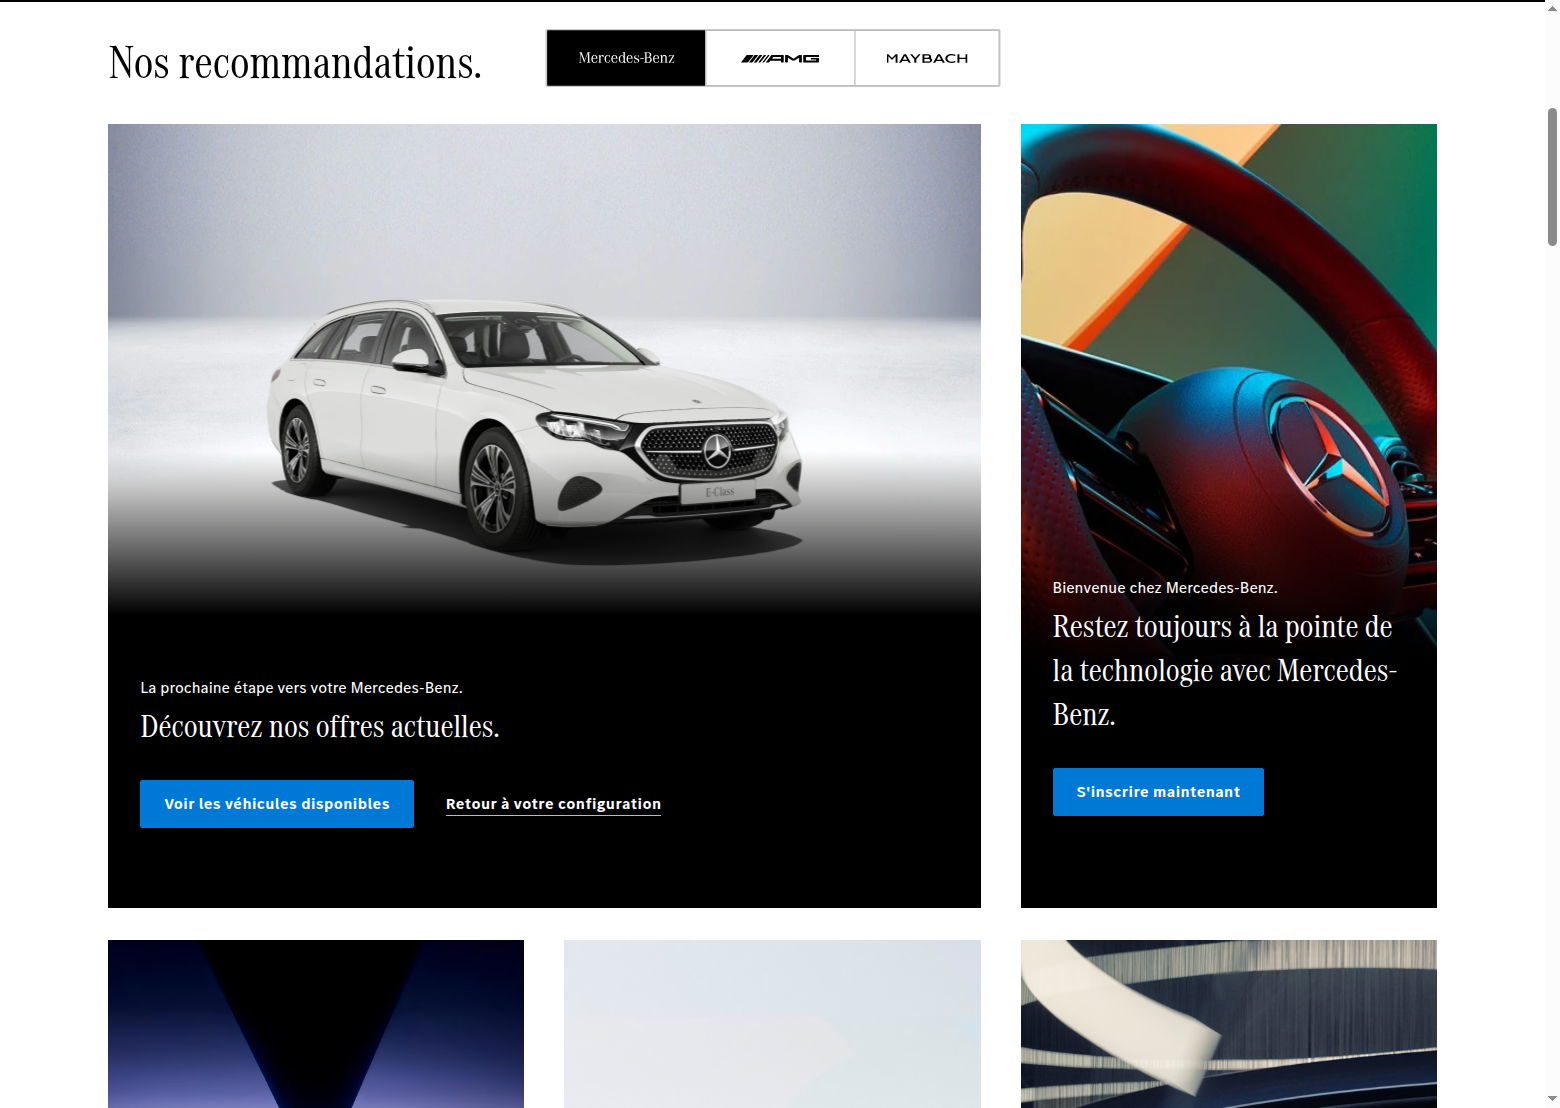 Nos recommandations.
Mercedes-Benz
AMG
MAYBACH
E-Class
La prochaine étape vers votre Mercedes-Benz.
Découvrez nos offres actuelles.
Voir les véhicules disponibles
Retour à votre configuration
Bienvenue chez Mercedes-Benz.
Restez toujours à la pointe de
la technologie avec Mercedes-
Benz.
S'inscrire maintenant